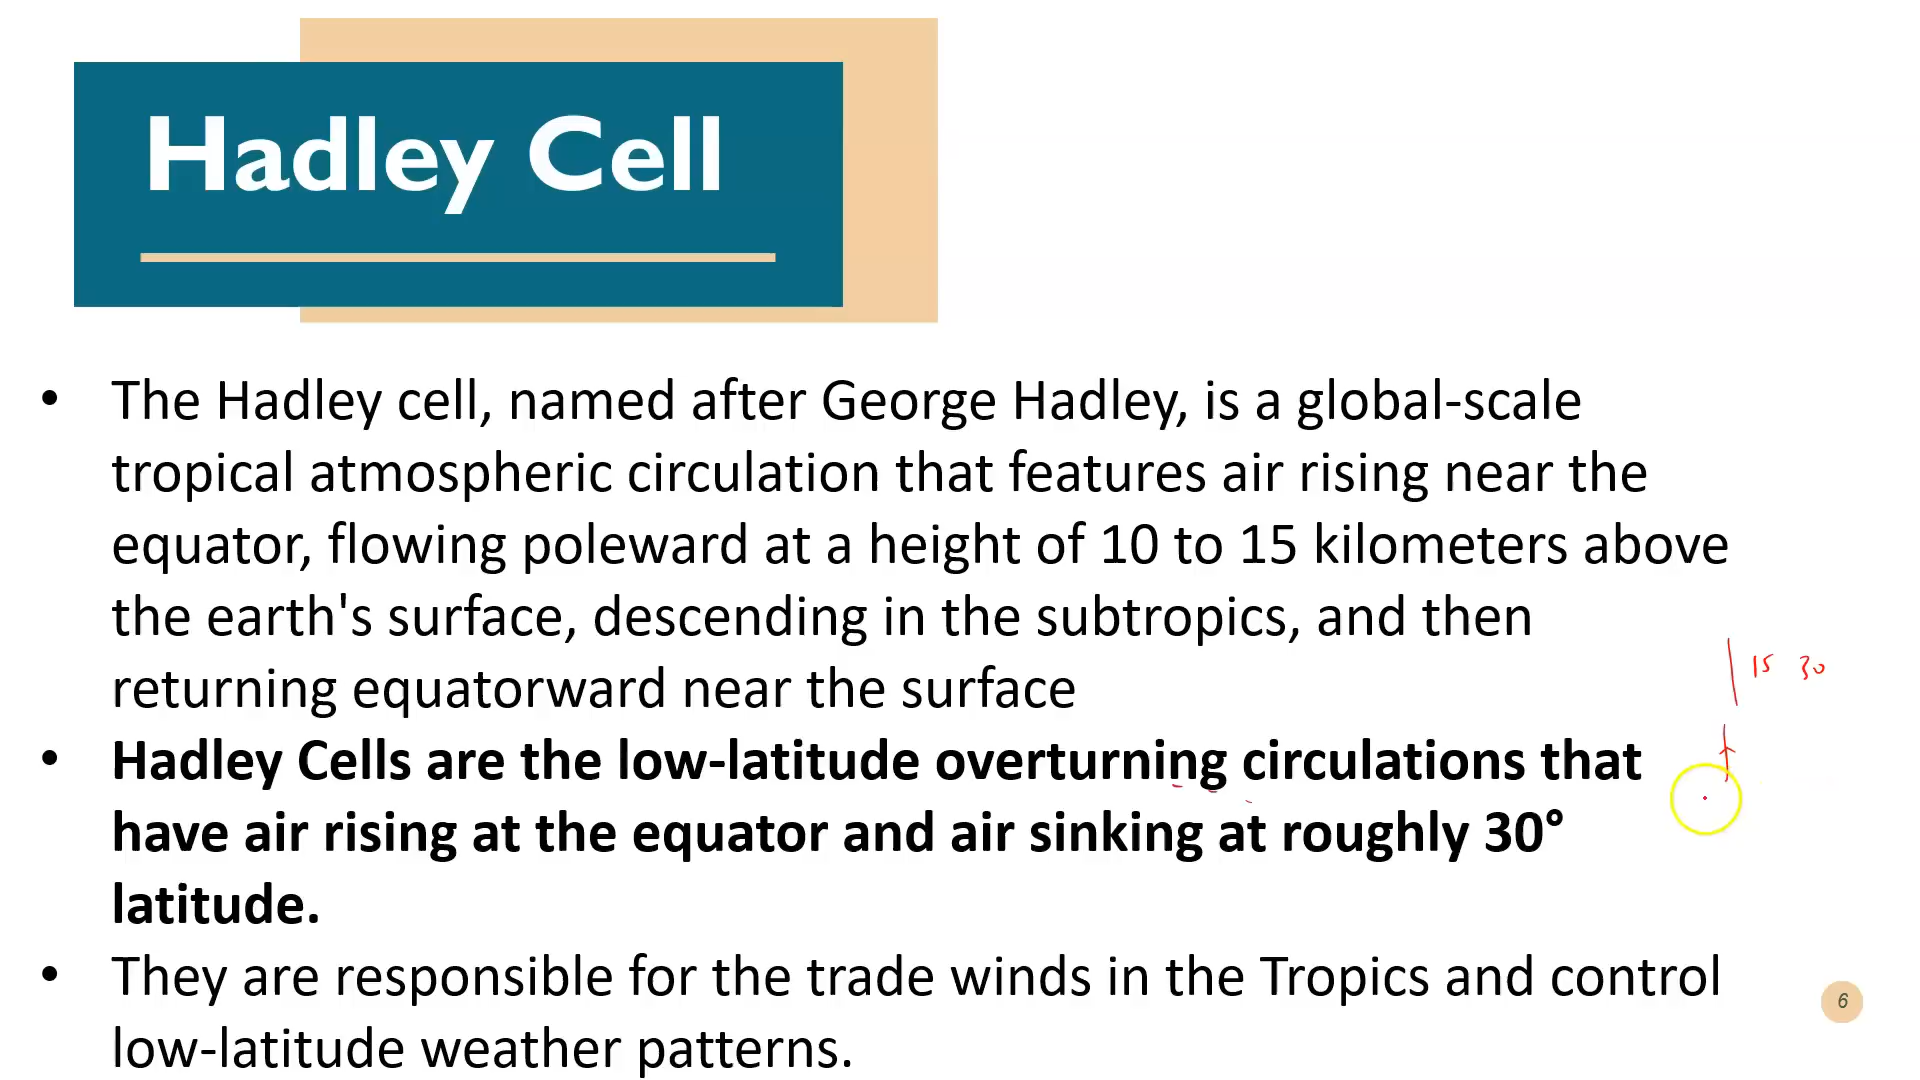 Hadley Cell
• The Hadley cell, named after George Hadley, is a global-scale
tropical atmospheric circulation that features air rising near the
equator, flowing poleward at a height of 10 to 15 kilometers above
the earth's surface, descending in the subtropics, and then
returning equatorward near the surface
15 30
• Hadley Cells are the low-latitude overturning circulations that
have air rising at the equator and air sinking at roughly 30°
latitude.
• They are responsible for the trade winds in the Tropics and control
low-latitude weather patterns.
6